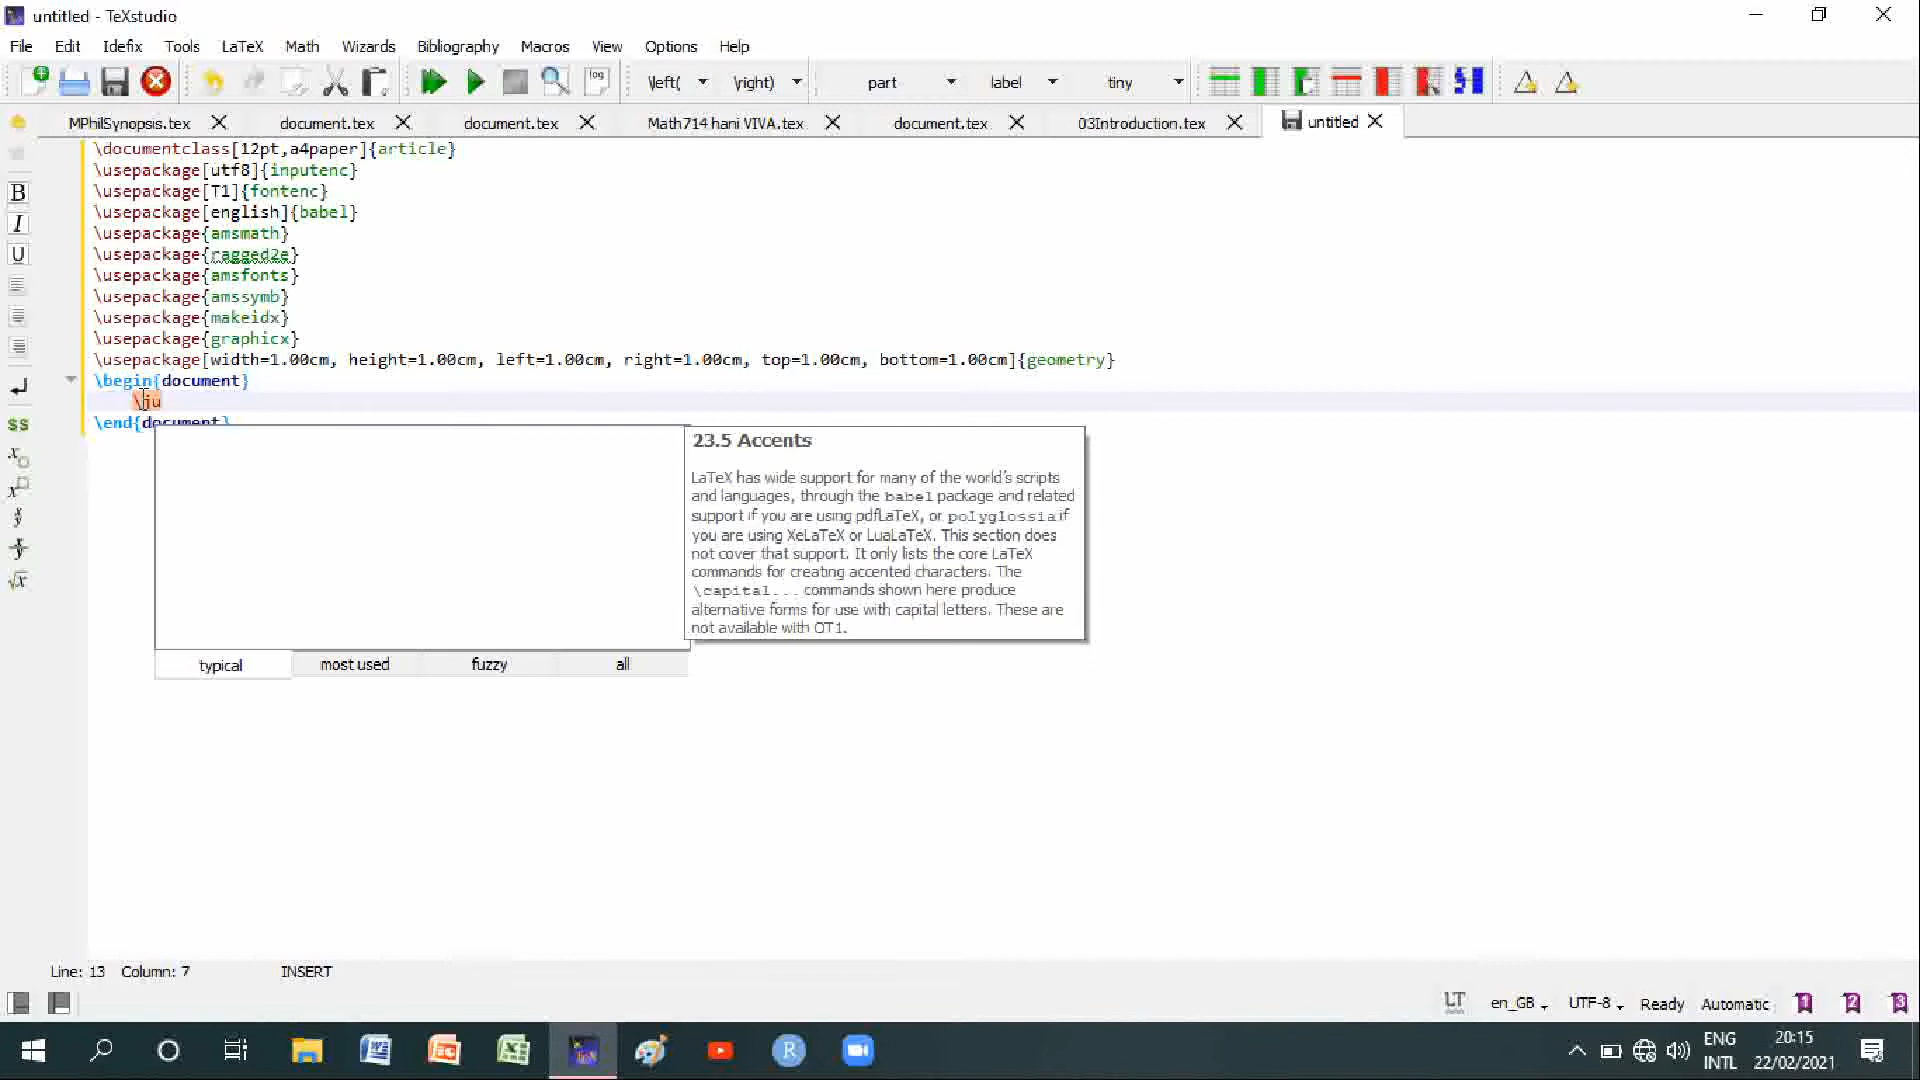 untitled - TeXstudio
File Edit Idefix Tools LaTeX Math Wizards Bibliography Macros View Options Help
log \left( \right) part label tiny
MPhilSynopsis.tex document.tex document.tex Math714 hani VIVA.tex document.tex 03Introduction.tex untitled
\documentclass[12pt,a4paper]{article}
\usepackage[utf8]{inputenc}
\usepackage[T1]{fontenc}
\usepackage[english]{babel}
\usepackage{amsmath}
\usepackage{ragged2e}
\usepackage{amsfonts}
\usepackage{amssymb}
\usepackage{makeidx}
\usepackage{graphicx}
\usepackage[width=1.00cm, height=1.00cm, left=1.00cm, right=1.00cm, top=1.00cm, bottom=1.00cm]{geometry}
\begin{document}
\ju
\end{document}
23.5 Accents
LaTeX has wide support for many of the world's scripts
and languages, through the babel package and related
support if you are using pdfLaTeX, or polyglossia if
you are using XeLaTeX or LuaLaTeX. This section does
not cover that support. It only lists the core LaTeX
commands for creating accented characters. The
\capital... commands shown here produce
alternative forms for use with capital letters. These are
not available with OT1.
typical most used fuzzy all
B
I
U
$$
Line: 13 Column: 7 INSERT
LT en_GB UTF-8 Ready Automatic 1 2 3
ENG 20:15
INTL 22/02/2021